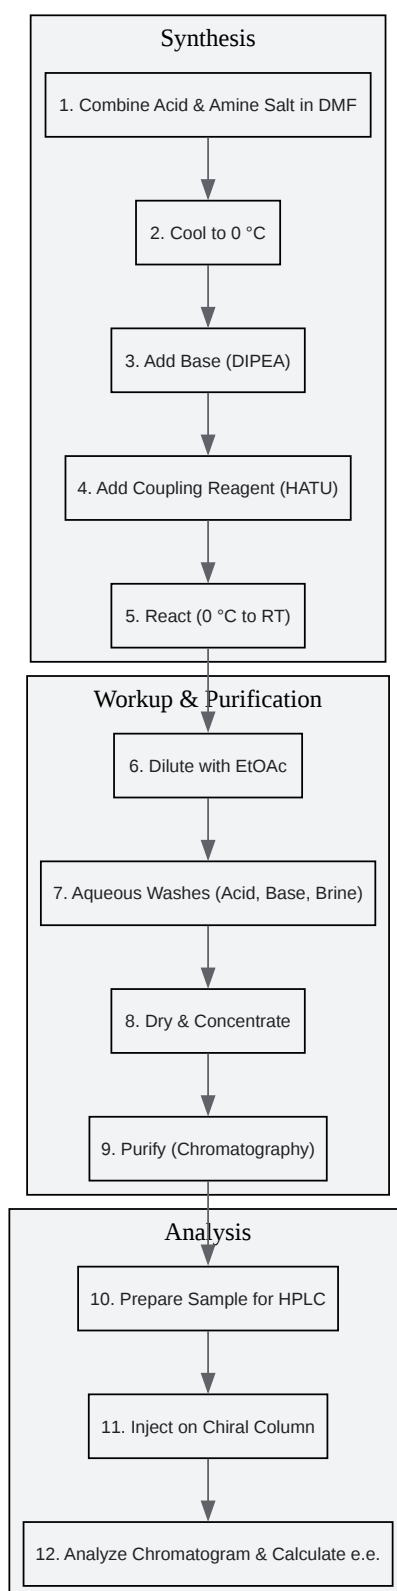 Synthesis
1. Combine Acid & Amine Salt in DMF
2. Cool to 0 °C
3. Add Base (DIPEA)
4. Add Coupling Reagent (HATU)
5. React (0 °C to RT)
Workup & Purification
6. Dilute with EtOAc
7. Aqueous Washes (Acid, Base, Brine)
8. Dry & Concentrate
9. Purify (Chromatography)
Analysis
10. Prepare Sample for HPLC
11. Inject on Chiral Column
12. Analyze Chromatogram & Calculate e.e.